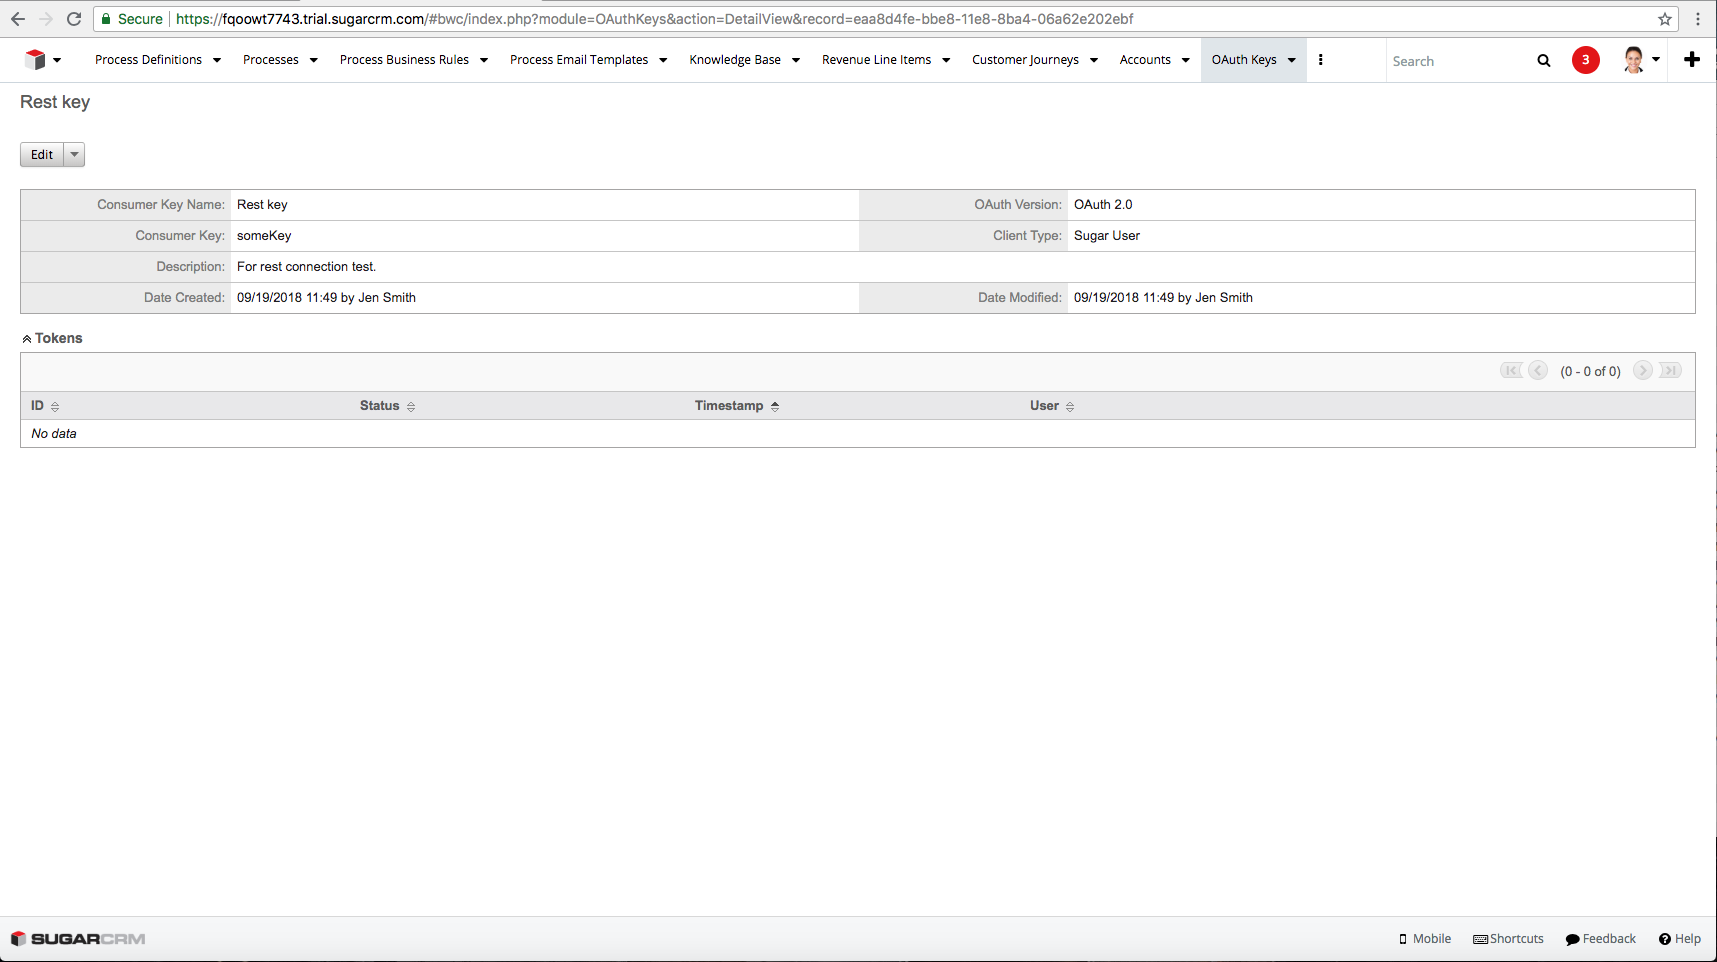 Secure https://fqoowt7743.trial.sugarcrm.com/#bwc/index.php?module=OAuthKeys&action=DetailView&record=eaa8d4fe-bbe8-11e8-8ba4-06a62e202ebf
Process Definitions Processes Process Business Rules Process Email Templates Knowledge Base Revenue Line Items Customer Journeys Accounts OAuth Keys Search 3
Rest key
Edit
Consumer Key Name: Rest key OAuth Version: OAuth 2.0
Consumer Key: someKey Client Type: Sugar User
Description: For rest connection test.
Date Created: 09/19/2018 11:49 by Jen Smith Date Modified: 09/19/2018 11:49 by Jen Smith
Tokens
(0 - 0 of 0)
ID Status Timestamp User
No data
SUGARCRM Mobile Shortcuts Feedback Help